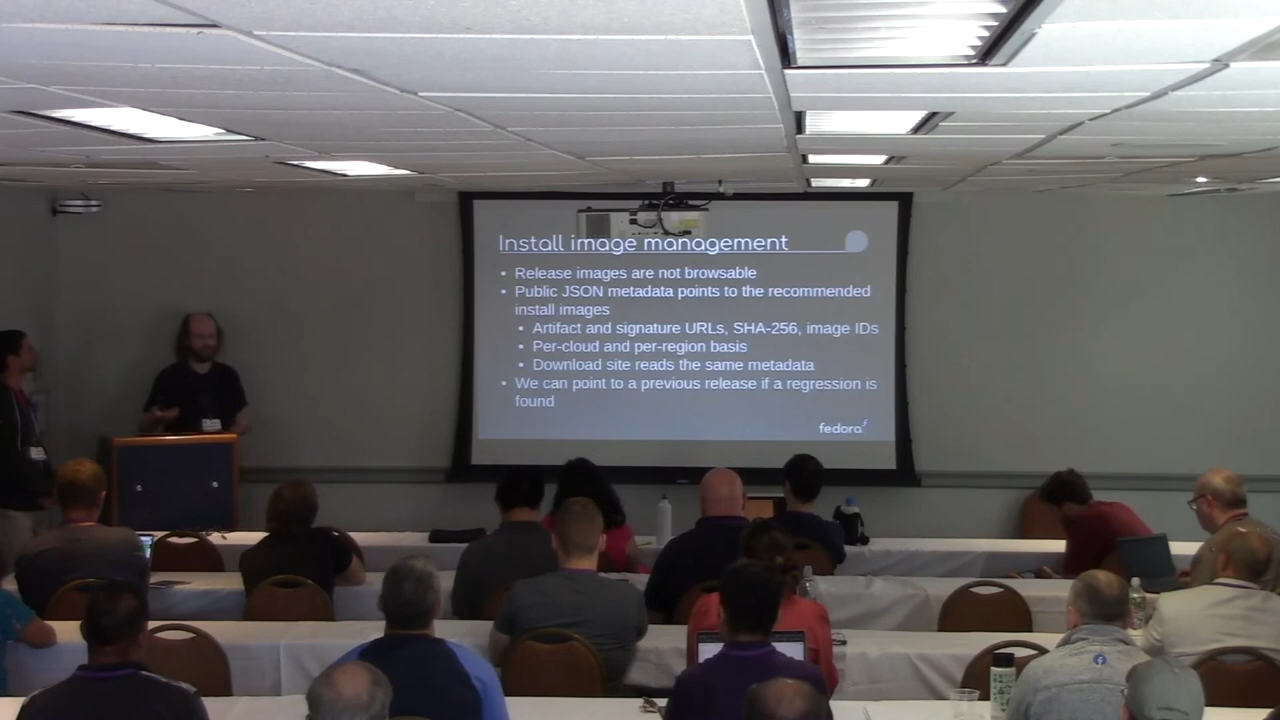 Install image management
• Release images are not browsable
• Public JSON metadata points to the recommended
install images
• Artifact and signature URLs, SHA-256, image IDs
• Per-cloud and per-region basis
• Download site reads the same metadata
• We can point to a previous release if a regression is
found
fedora